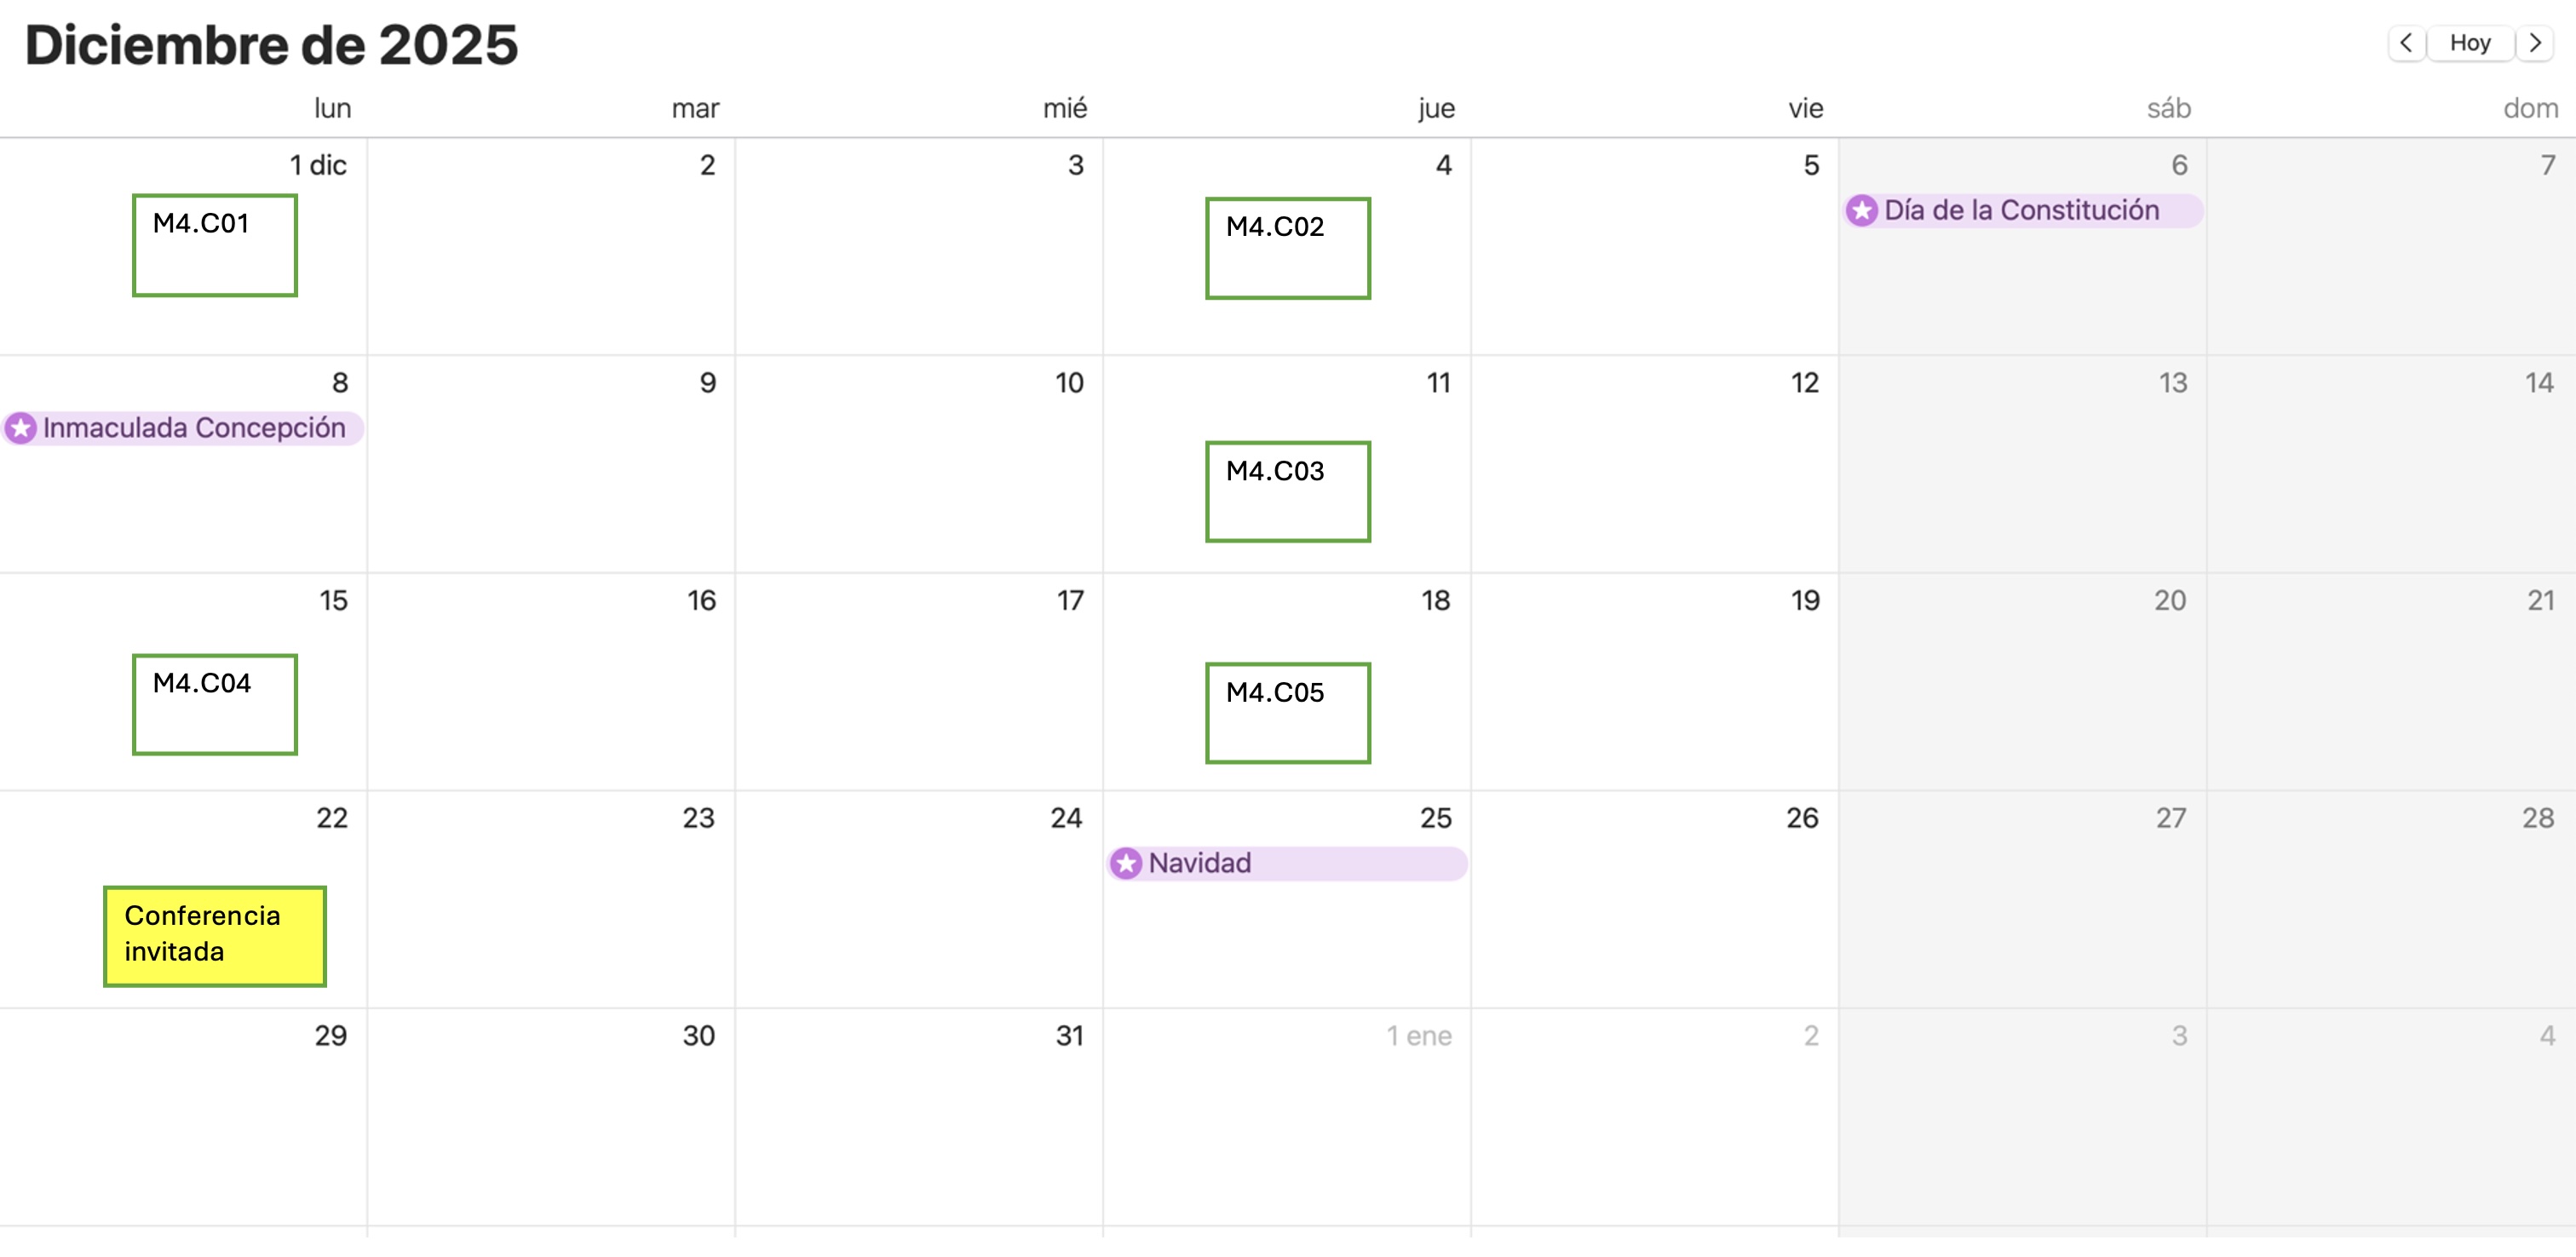 Diciembre de 2025
Hoy
lun mar mié jue vie sáb dom
1 dic 2 3 4 5 6 7
Día de la Constitución
M4.C01 M4.C02
8 9 10 11 12 13 14
Inmaculada Concepción
M4.C03
15 16 17 18 19 20 21
M4.C04 M4.C05
22 23 24 25 26 27 28
Navidad
Conferencia
invitada
29 30 31 1 ene 2 3 4